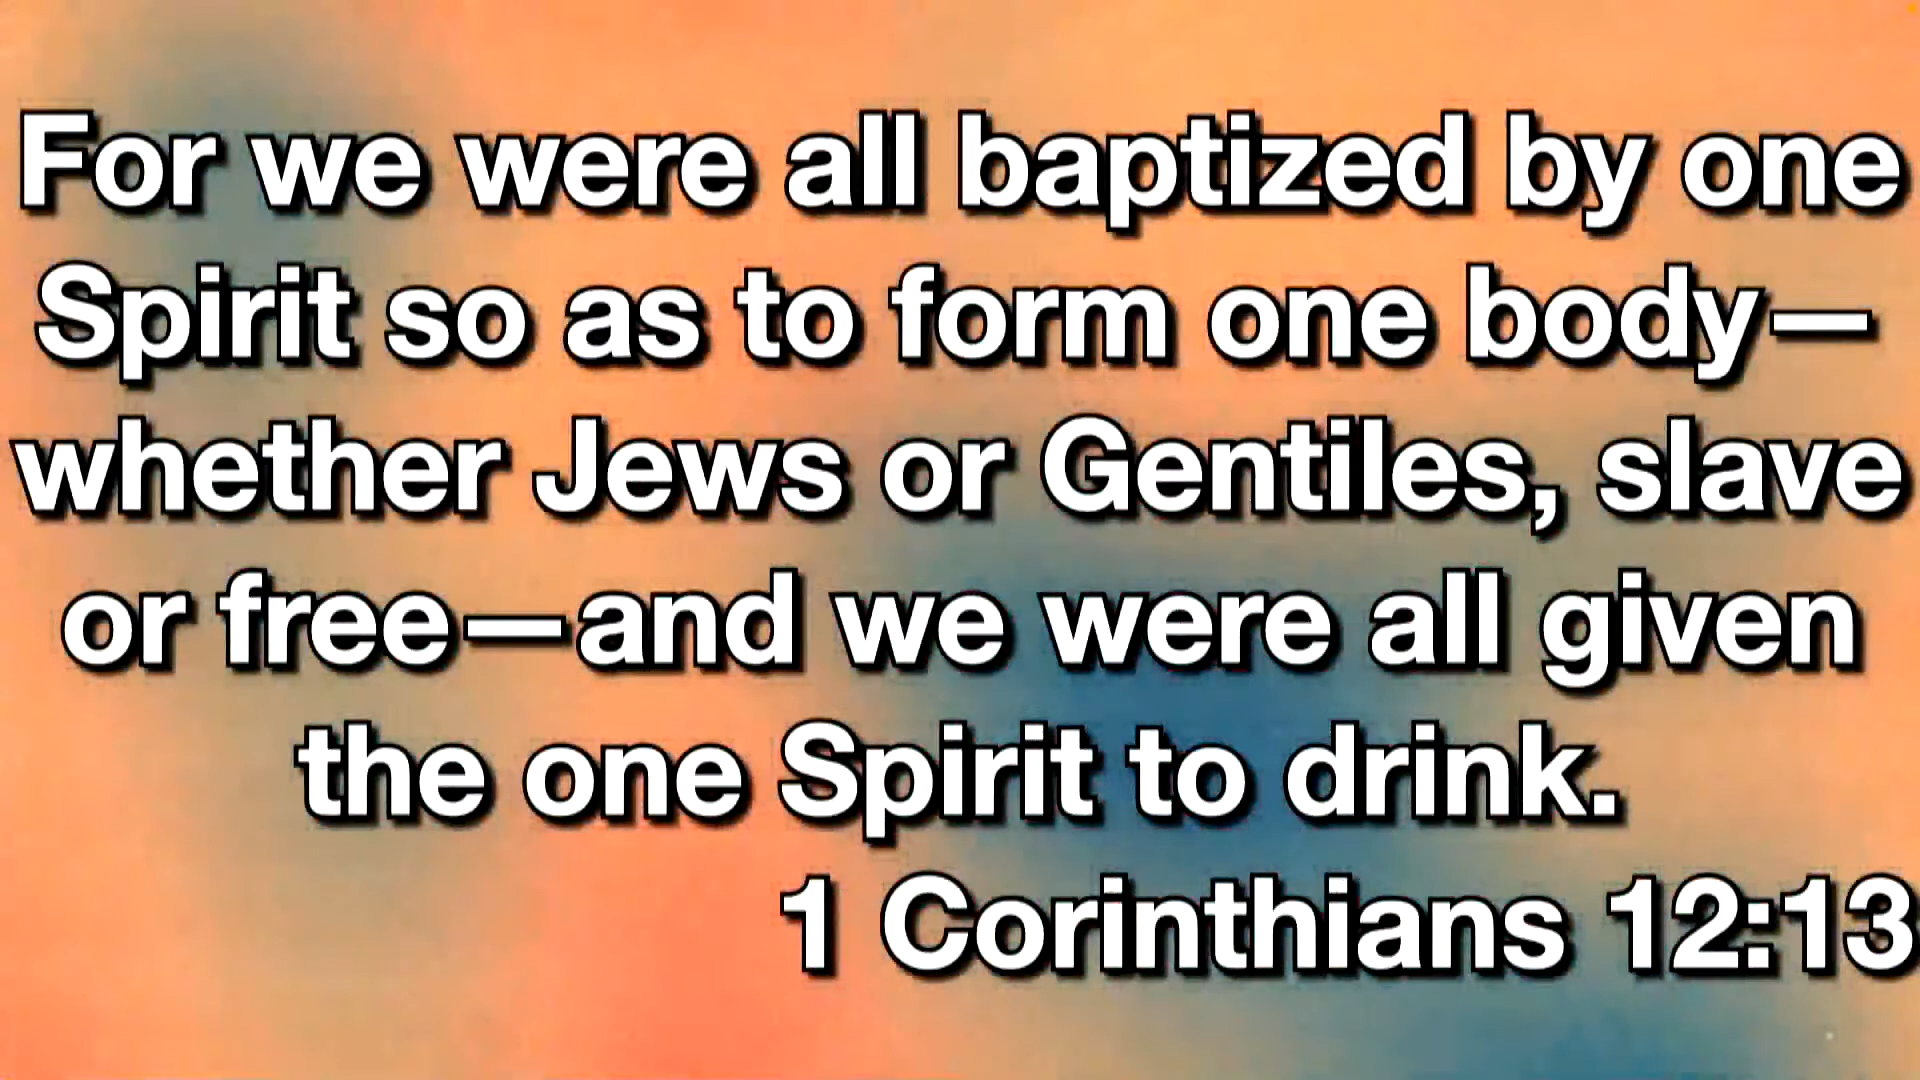 For we were all baptized by one
Spirit so as to form one body—
whether Jews or Gentiles, slave
or free—and we were all given
the one Spirit to drink.
1 Corinthians 12:13